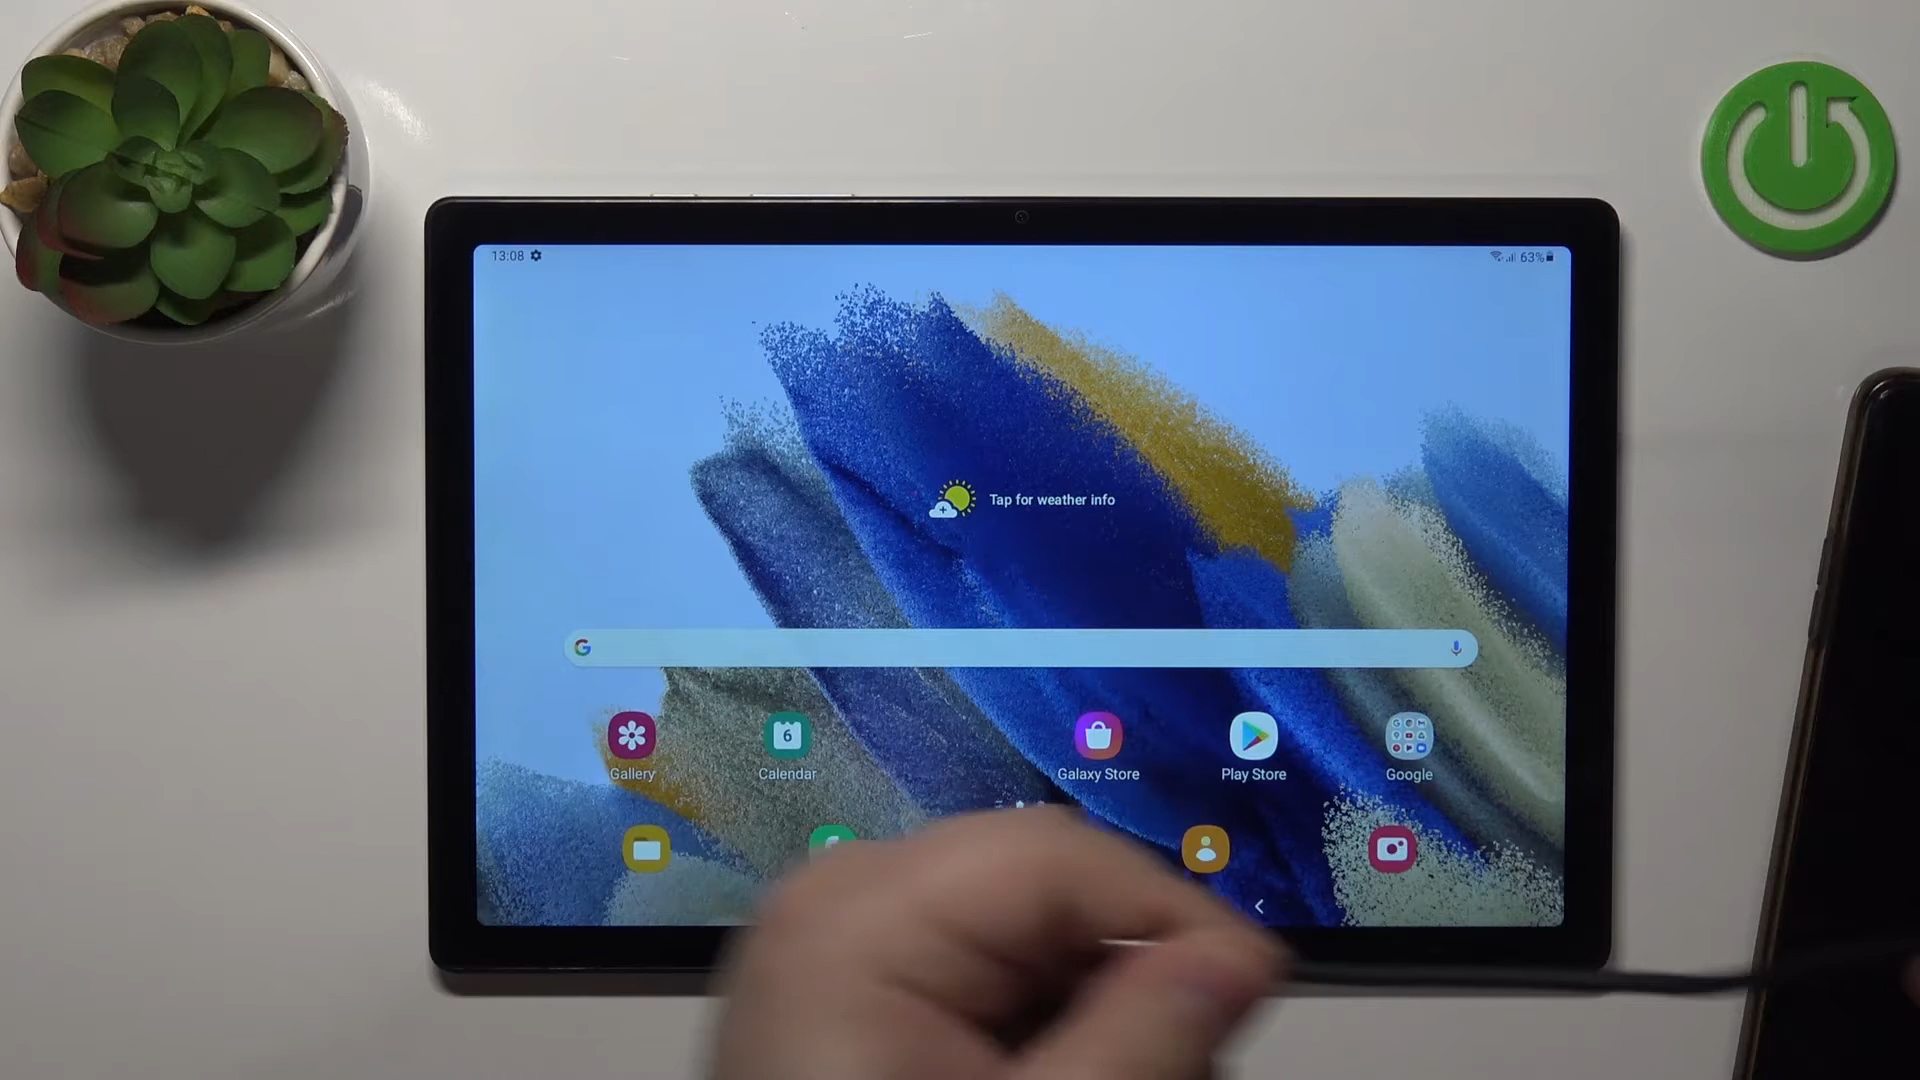 13:08
63%
Tap for weather info
G
6
Gallery
Calendar
Galaxy Store
Play Store
Google